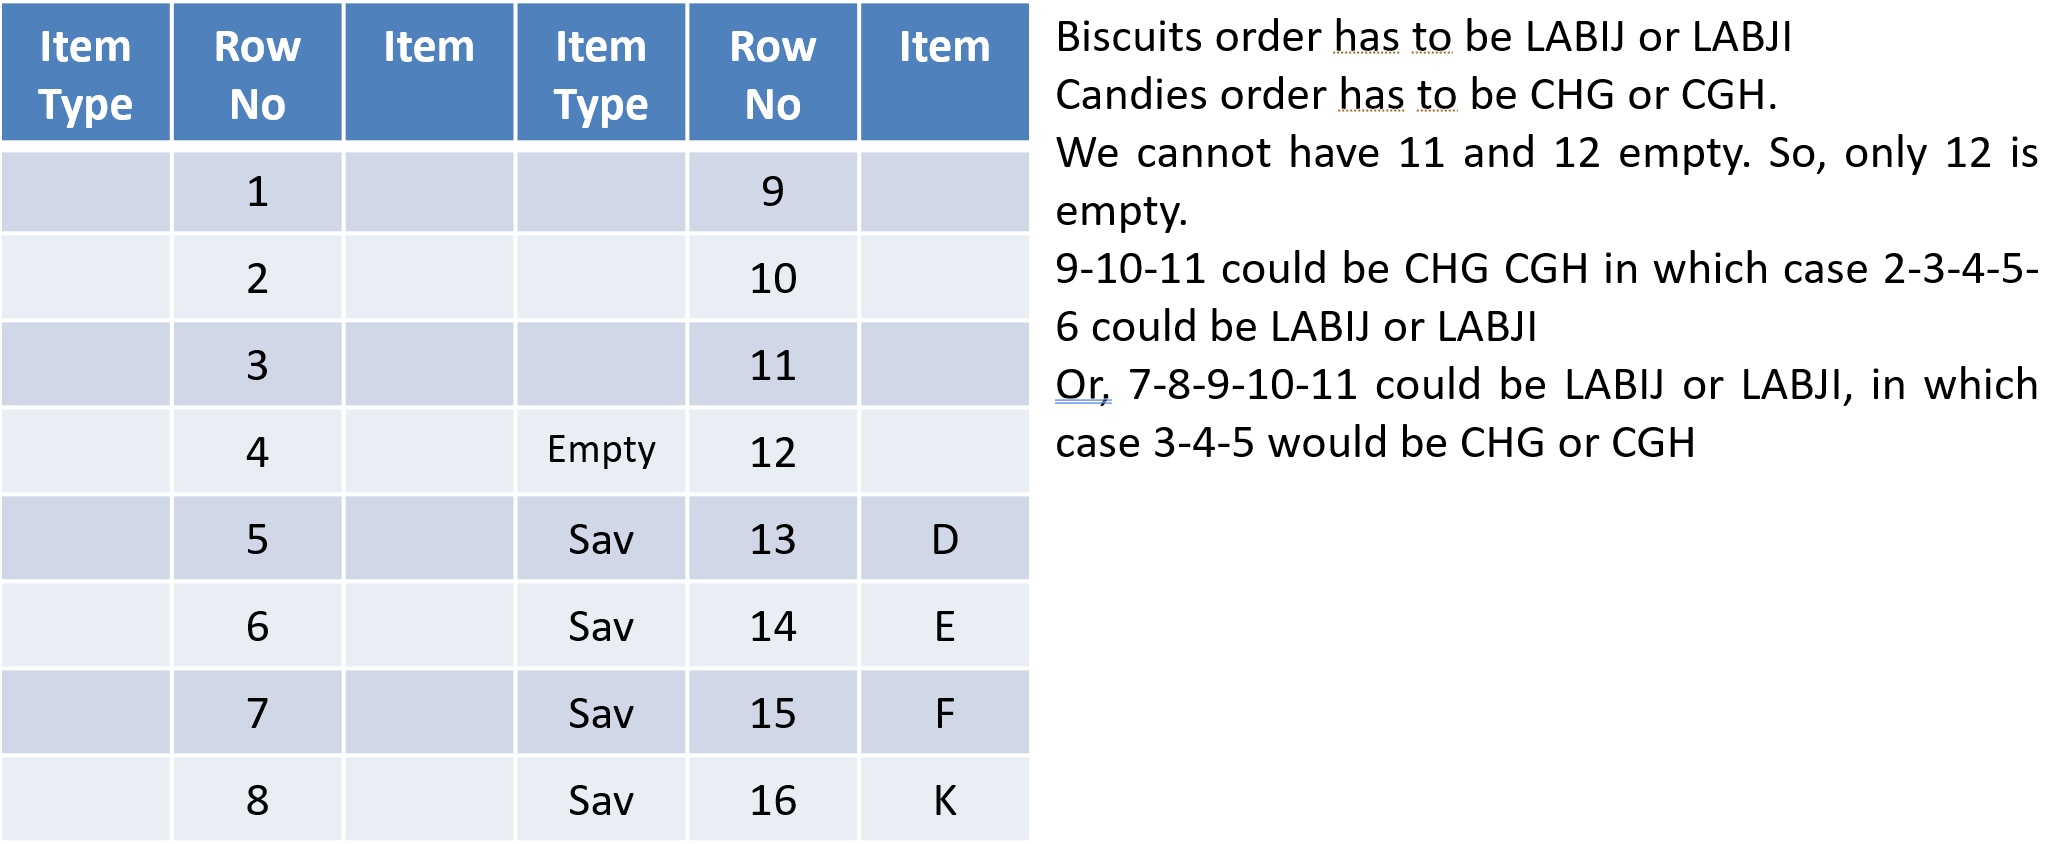 Item Type Row No Item Item Type Row No Item
1 9
2 10
3 11
4 Empty 12
5 Sav 13 D
6 Sav 14 E
7 Sav 15 F
8 Sav 16 K
Biscuits order has to be LABIJ or LABJI
Candies order has to be CHG or CGH.
We cannot have 11 and 12 empty. So, only 12 is
empty.
9-10-11 could be CHG CGH in which case 2-3-4-5-
6 could be LABIJ or LABJI
Or, 7-8-9-10-11 could be LABIJ or LABJI, in which
case 3-4-5 would be CHG or CGH